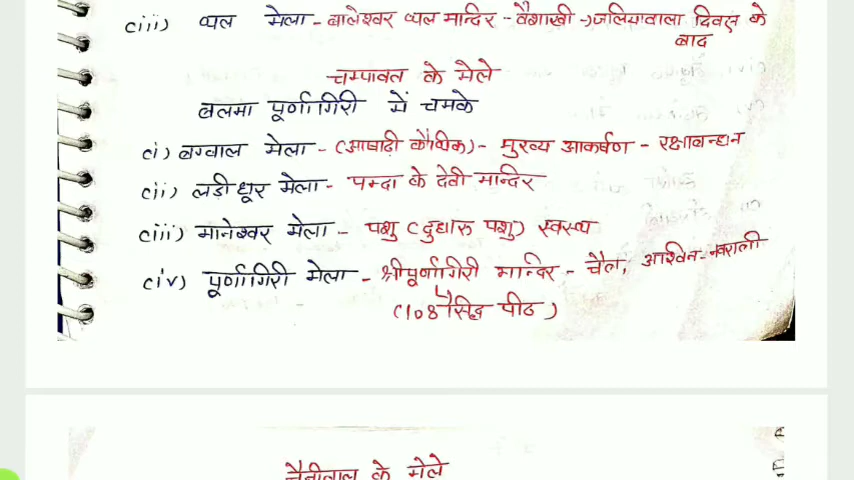 (iii) थल मेला - बालेश्वर थल मन्दिर - वैशाखी → जलियावाला दिवस के
बाद
चम्पावत के मेले
बलमा पूर्णागिरी में चमके
(i) बग्वाल मेला - (आषाढ़ी कौथिक) - मुख्य आकर्षण - रक्षाबन्धन
(ii) लड़ीधूर मेला - पम्दा के देवी मन्दिर
(iii) मानेश्वर मेला - पशु (दुधारू पशु) स्वस्थ
(iv) पूर्णागिरी मेला - श्रीपूर्णागिरी मन्दिर - चैत्र, आश्विन - नवरात्री
(108 सिद्ध पीठ)
नैनीताल के मेले